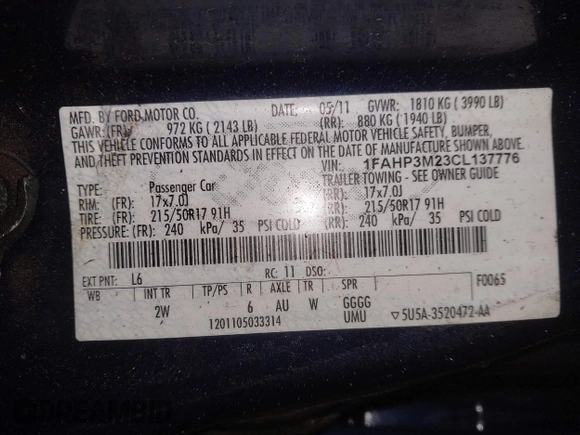 MFD. BY FORD MOTOR CO. DATE: 05/11 GVWR: 1810 KG ( 3990 LB)
GAWR: (FR) 972 KG ( 2143 LB) (RR): 880 KG ( 1940 LB)
THIS VEHICLE CONFORMS TO ALL APPLICABLE FEDERAL MOTOR VEHICLE SAFETY, BUMPER,
AND THEFT PREVENTION STANDARDS IN EFFECT ON THE DATE OF MANUFACTURE SHOWN ABOVE.
VIN: 1FAHP3M23CL137776
TYPE: Passenger Car TRAILER TOWING - SEE OWNER GUIDE
RIM: (FR) 17x7.0J (RR): 17x7.0J
TIRE: (FR) 215/50R17 91H (RR): 215/50R17 91H
PRESSURE: (FR) 240 kPa/ 35 PSI COLD (RR): 240 kPa/ 35 PSI COLD
EXT PNT: L6 RC: 11 DSO: F0065
WB INT TR TP/PS R AXLE TR SPR
2W 6 AU W GGGG
1201105033314 UMU ▽5U5A-3520472-AA
DREAMBID